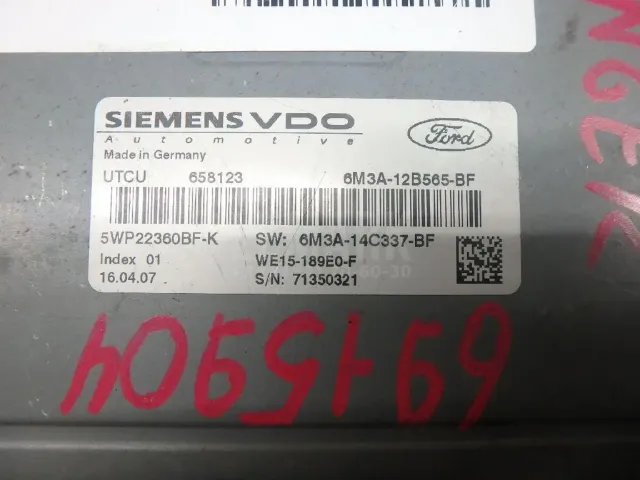 SIEMENS VDO
Automotive
Ford
Made in Germany
UTCU 658123 6M3A-12B565-BF
5WP22360BF-K SW: 6M3A-14C337-BF
Index 01 WE15-189E0-F
16.04.07 S/N: 71350321
NGER